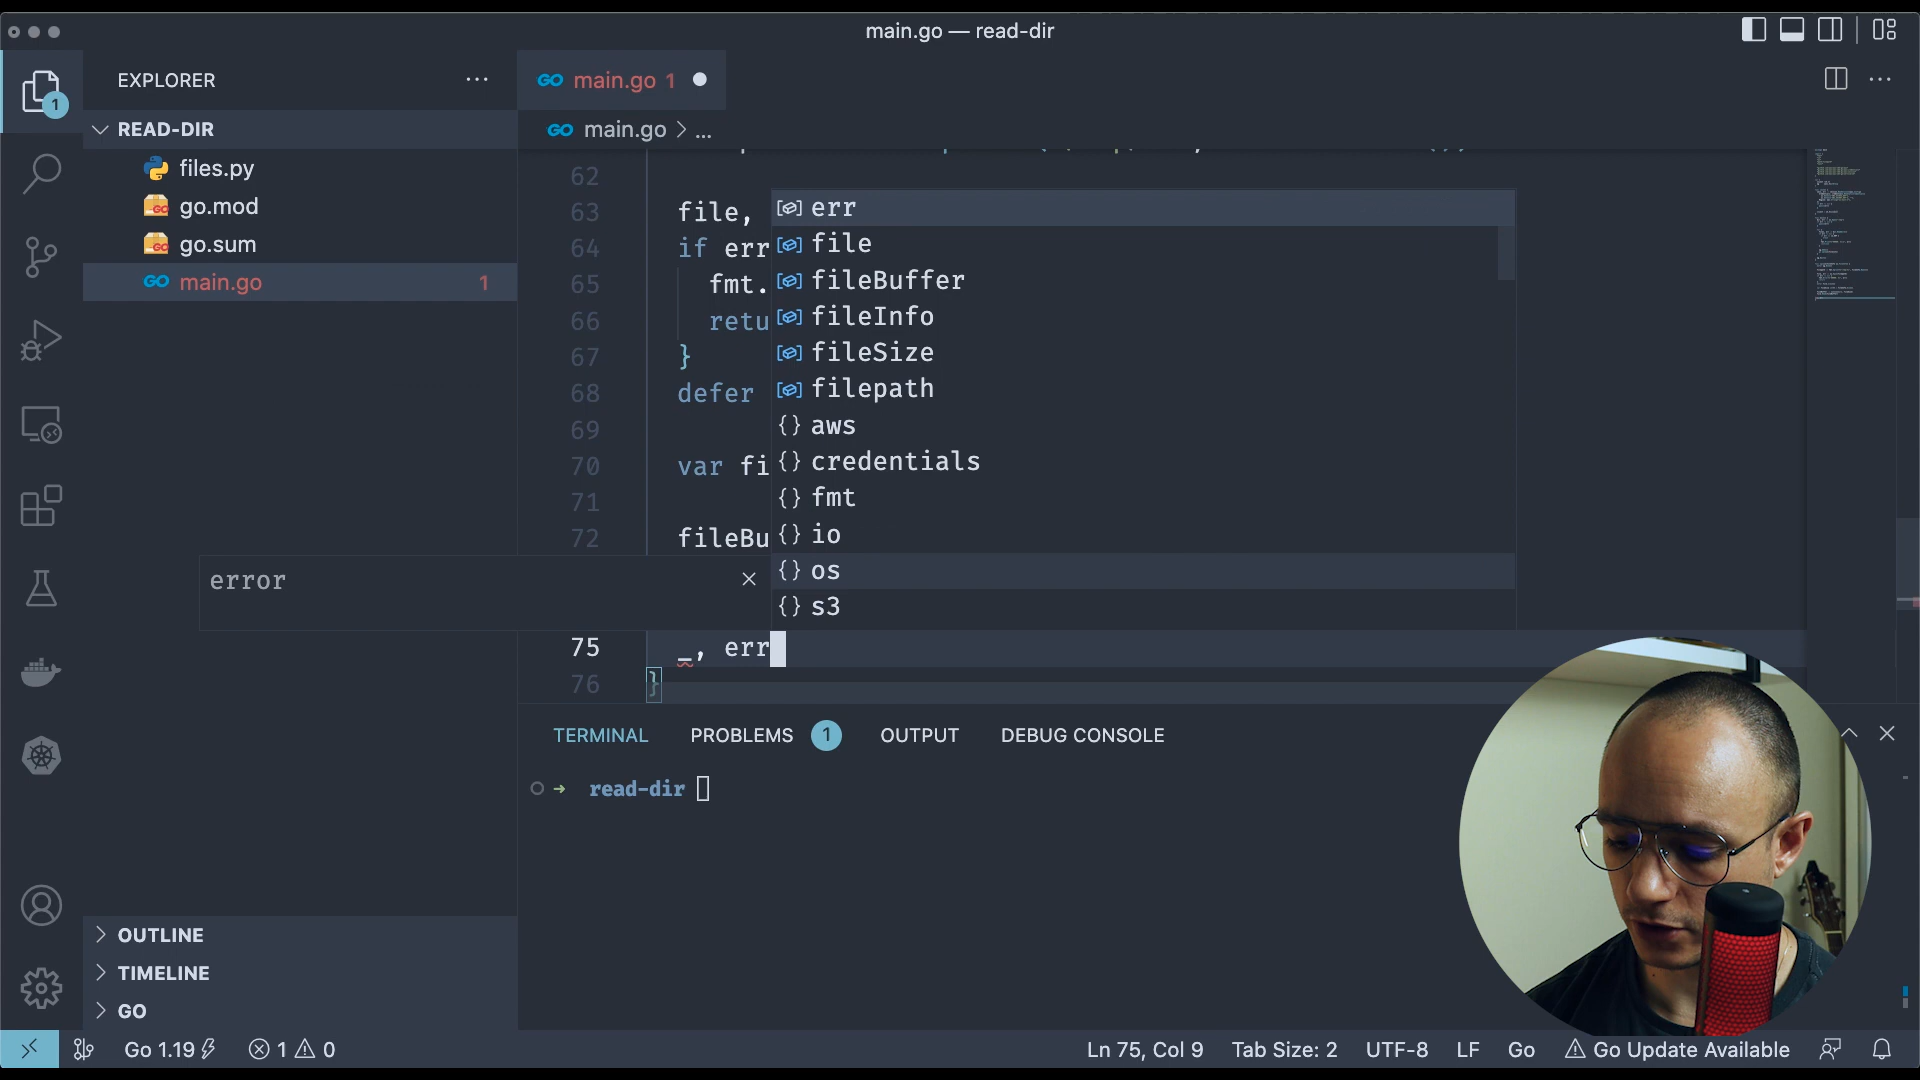 main.go — read-dir
EXPLORER
GO main.go 1
1
READ-DIR
GO main.go > ...
files.py
go.mod
go.sum
GO main.go 1
62
63 file,
64 if err
65 fmt.
66 retu
67 }
68 defer
69
70 var fi
71
72 fileBu
err
file
fileBuffer
fileInfo
fileSize
filepath
{} aws
{} credentials
{} fmt
{} io
{} os
{} s3
error
75 _, err
76 }
TERMINAL PROBLEMS 1 OUTPUT DEBUG CONSOLE
read-dir
OUTLINE
TIMELINE
GO
Go 1.19 1 0 Ln 75, Col 9 Tab Size: 2 UTF-8 LF Go Go Update Available